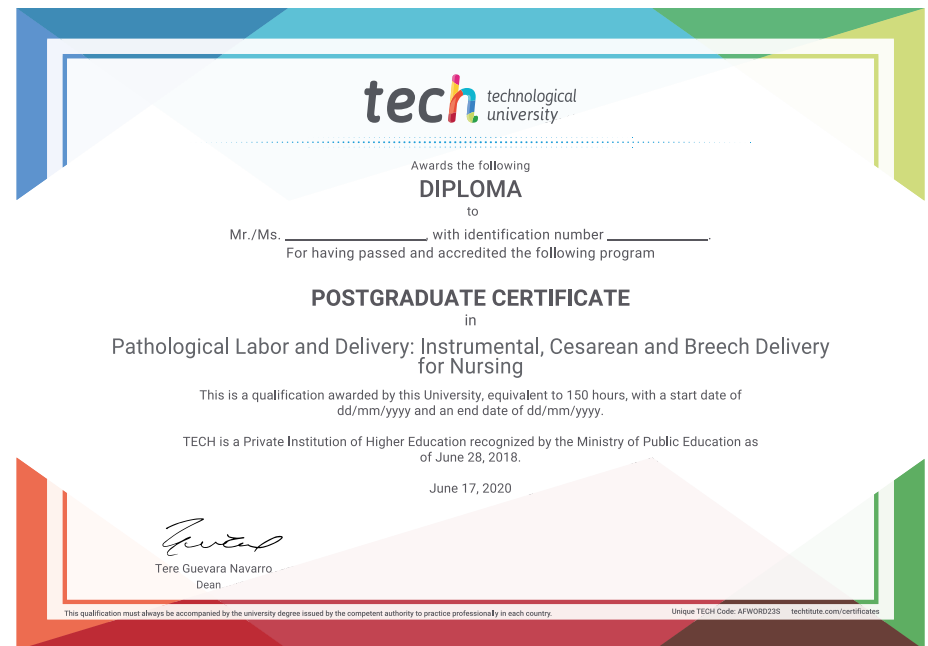 tech technological
university
Awards the following
DIPLOMA
to
Mr./Ms. ____________________, with identification number ______________.
For having passed and accredited the following program
POSTGRADUATE CERTIFICATE
in
Pathological Labor and Delivery: Instrumental, Cesarean and Breech Delivery
for Nursing
This is a qualification awarded by this University, equivalent to 150 hours, with a start date of
dd/mm/yyyy and an end date of dd/mm/yyyy.
TECH is a Private Institution of Higher Education recognized by the Ministry of Public Education as
of June 28, 2018.
June 17, 2020
Tere Guevara Navarro
Dean
This qualification must always be accompanied by the university degree issued by the competent authority to practice professionally in each country.
Unique TECH Code: AFWORD23S techtitute.com/certificates